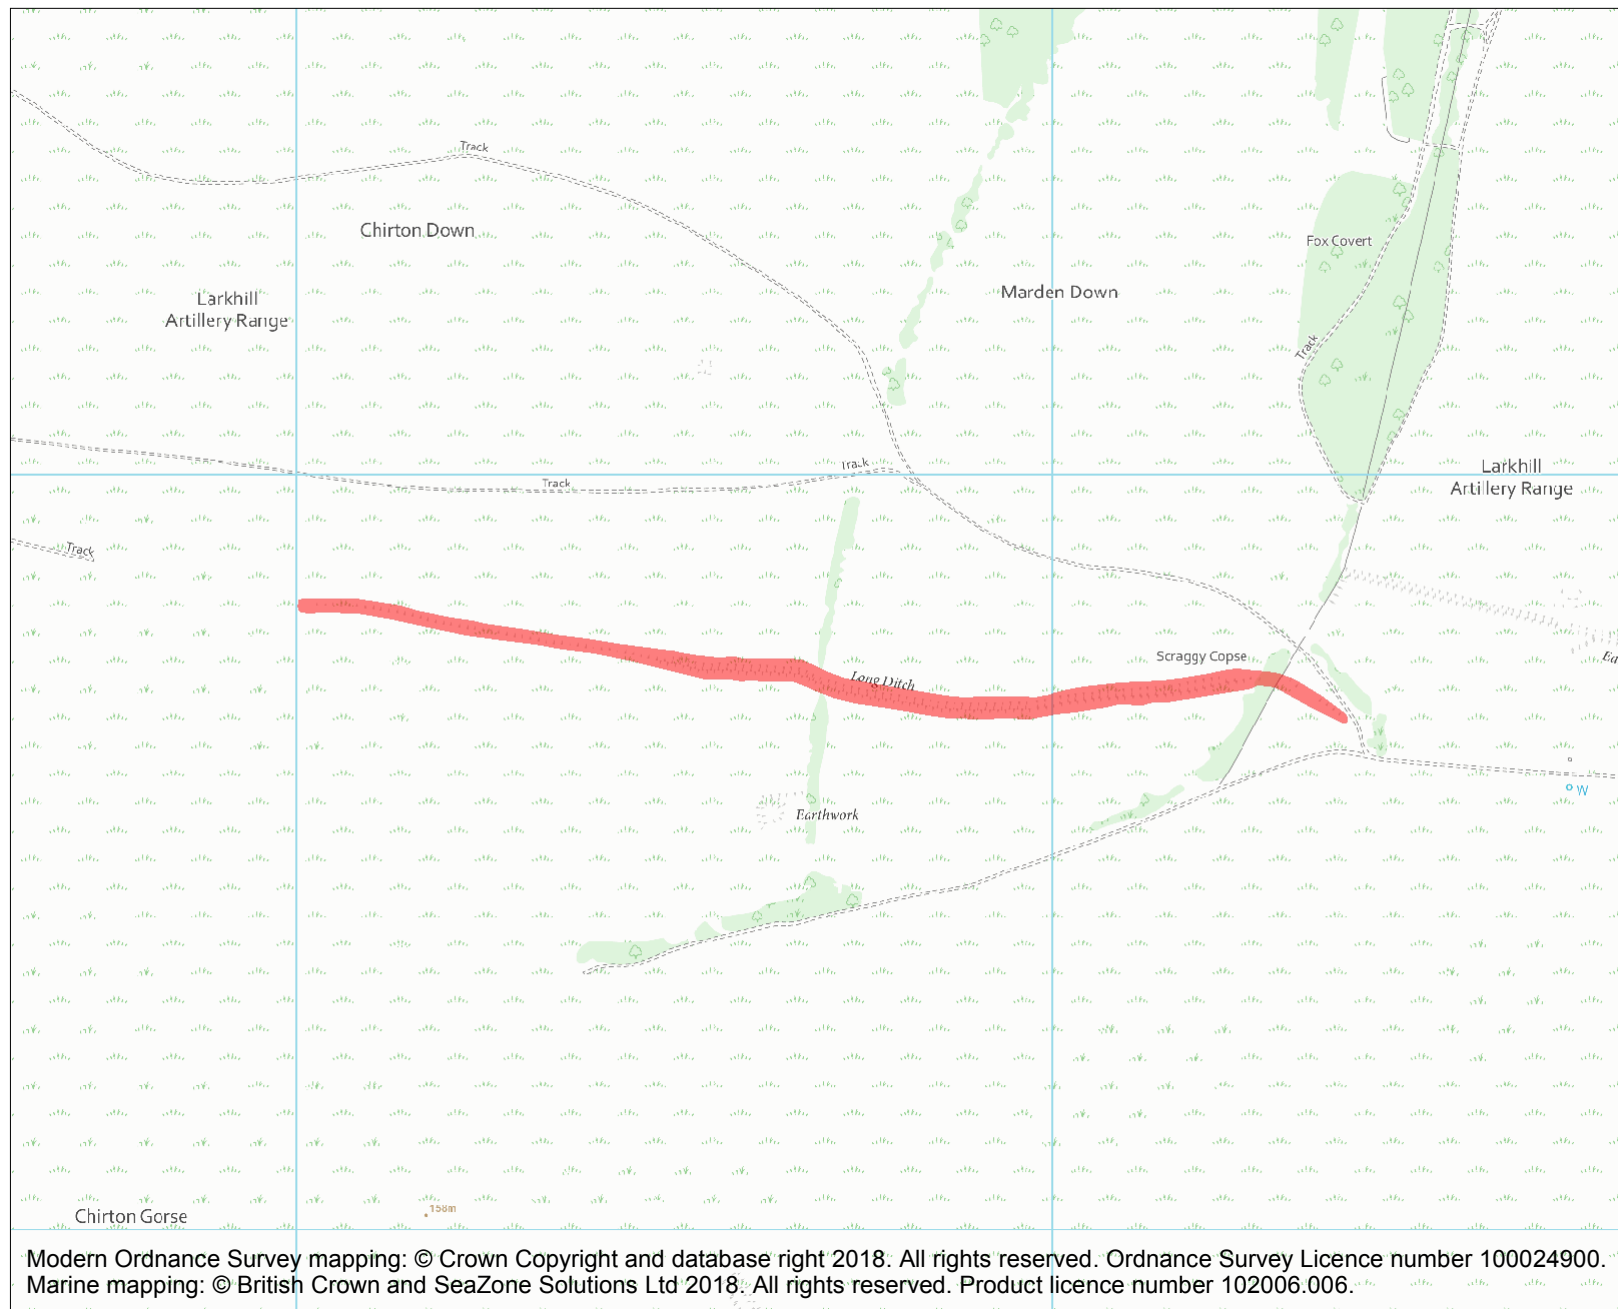 Track
Chirton Down
Fox Covert
Marden Down
Larkhill
Artillery Range
Track
Track
Larkhill
Artillery Range
Track
Track
Scraggy Copse
Long Ditch
W
Earthwork
158m
Chirton Gorse
Modern Ordnance Survey mapping: © Crown Copyright and database right 2018. All rights reserved. Ordnance Survey Licence number 100024900.
Marine mapping: © British Crown and SeaZone Solutions Ltd 2018. All rights reserved. Product licence number 102006.006.